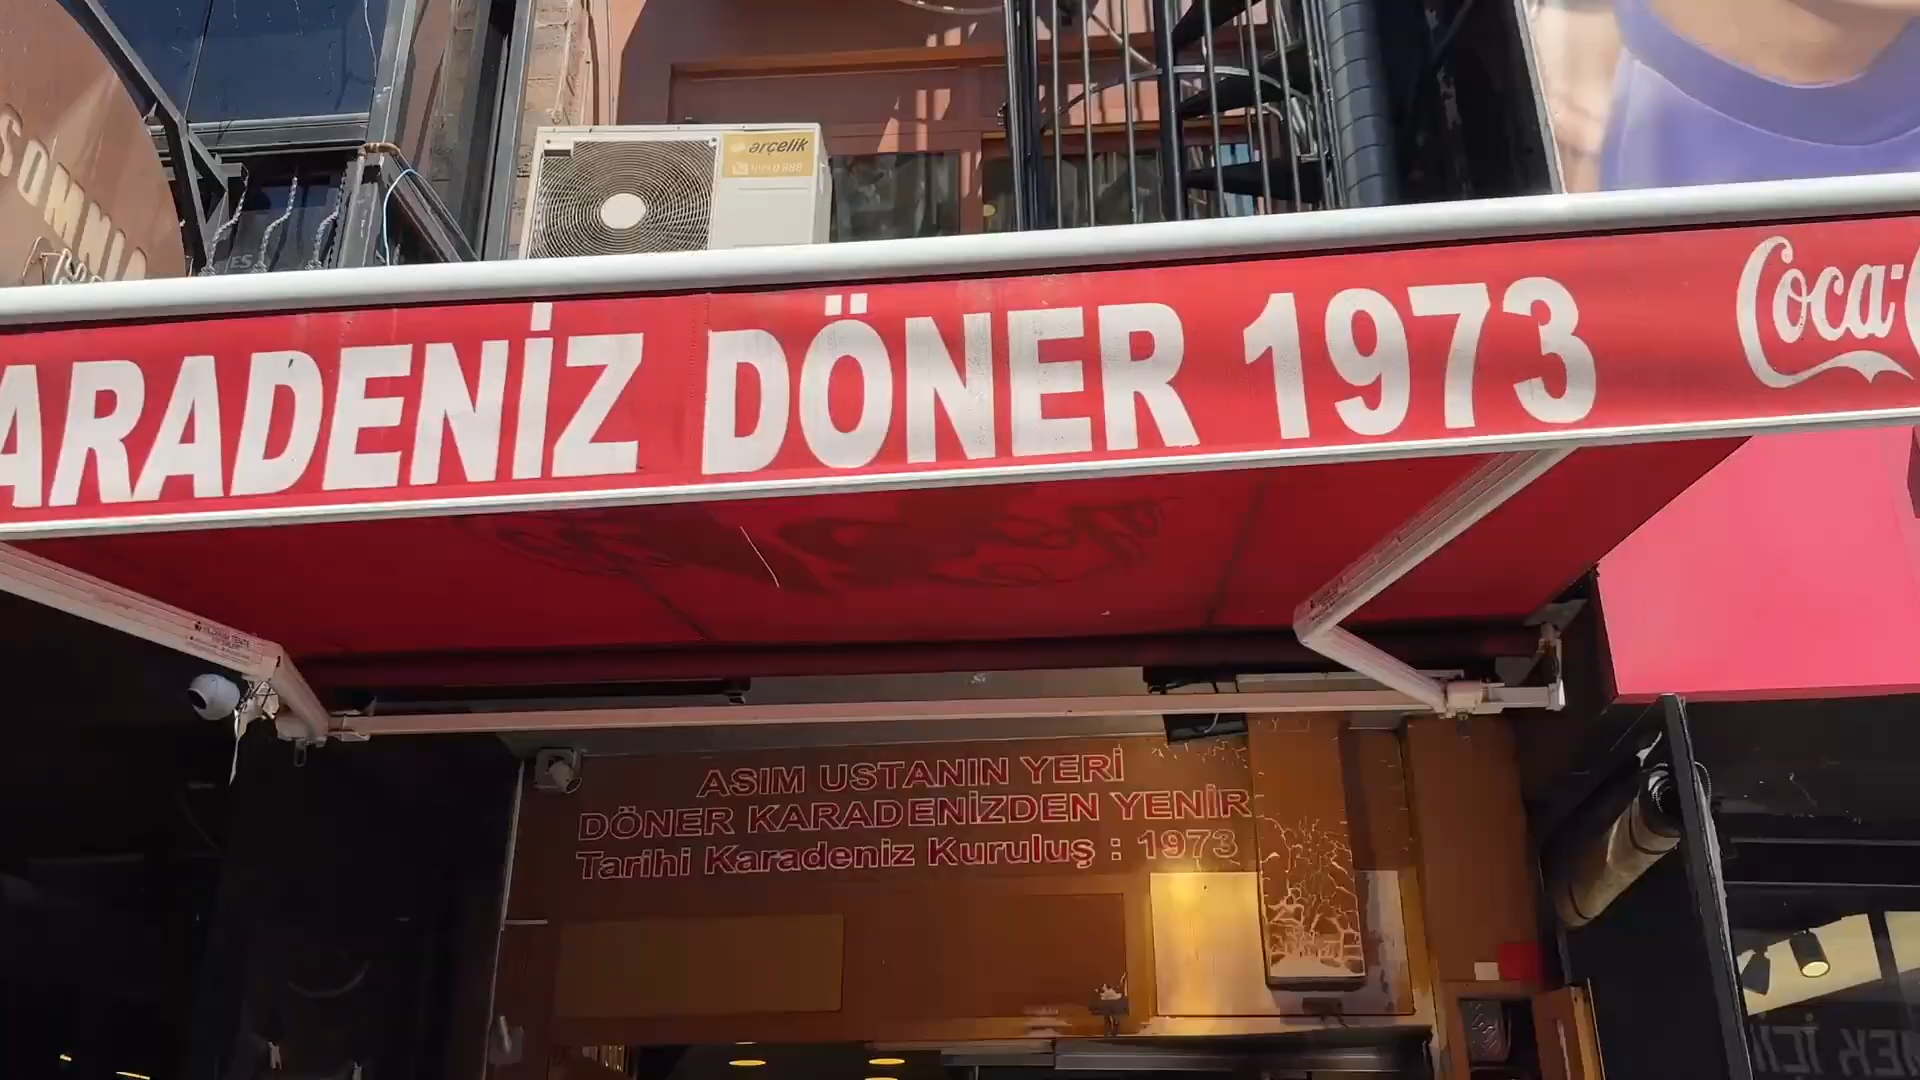 arçelik
ARADENİZ DÖNER 1973
Coca-C
ASIM USTANIN YERİ
DÖNER KARADENİZDEN YENİR
Tarihi Karadeniz Kuruluş : 1973